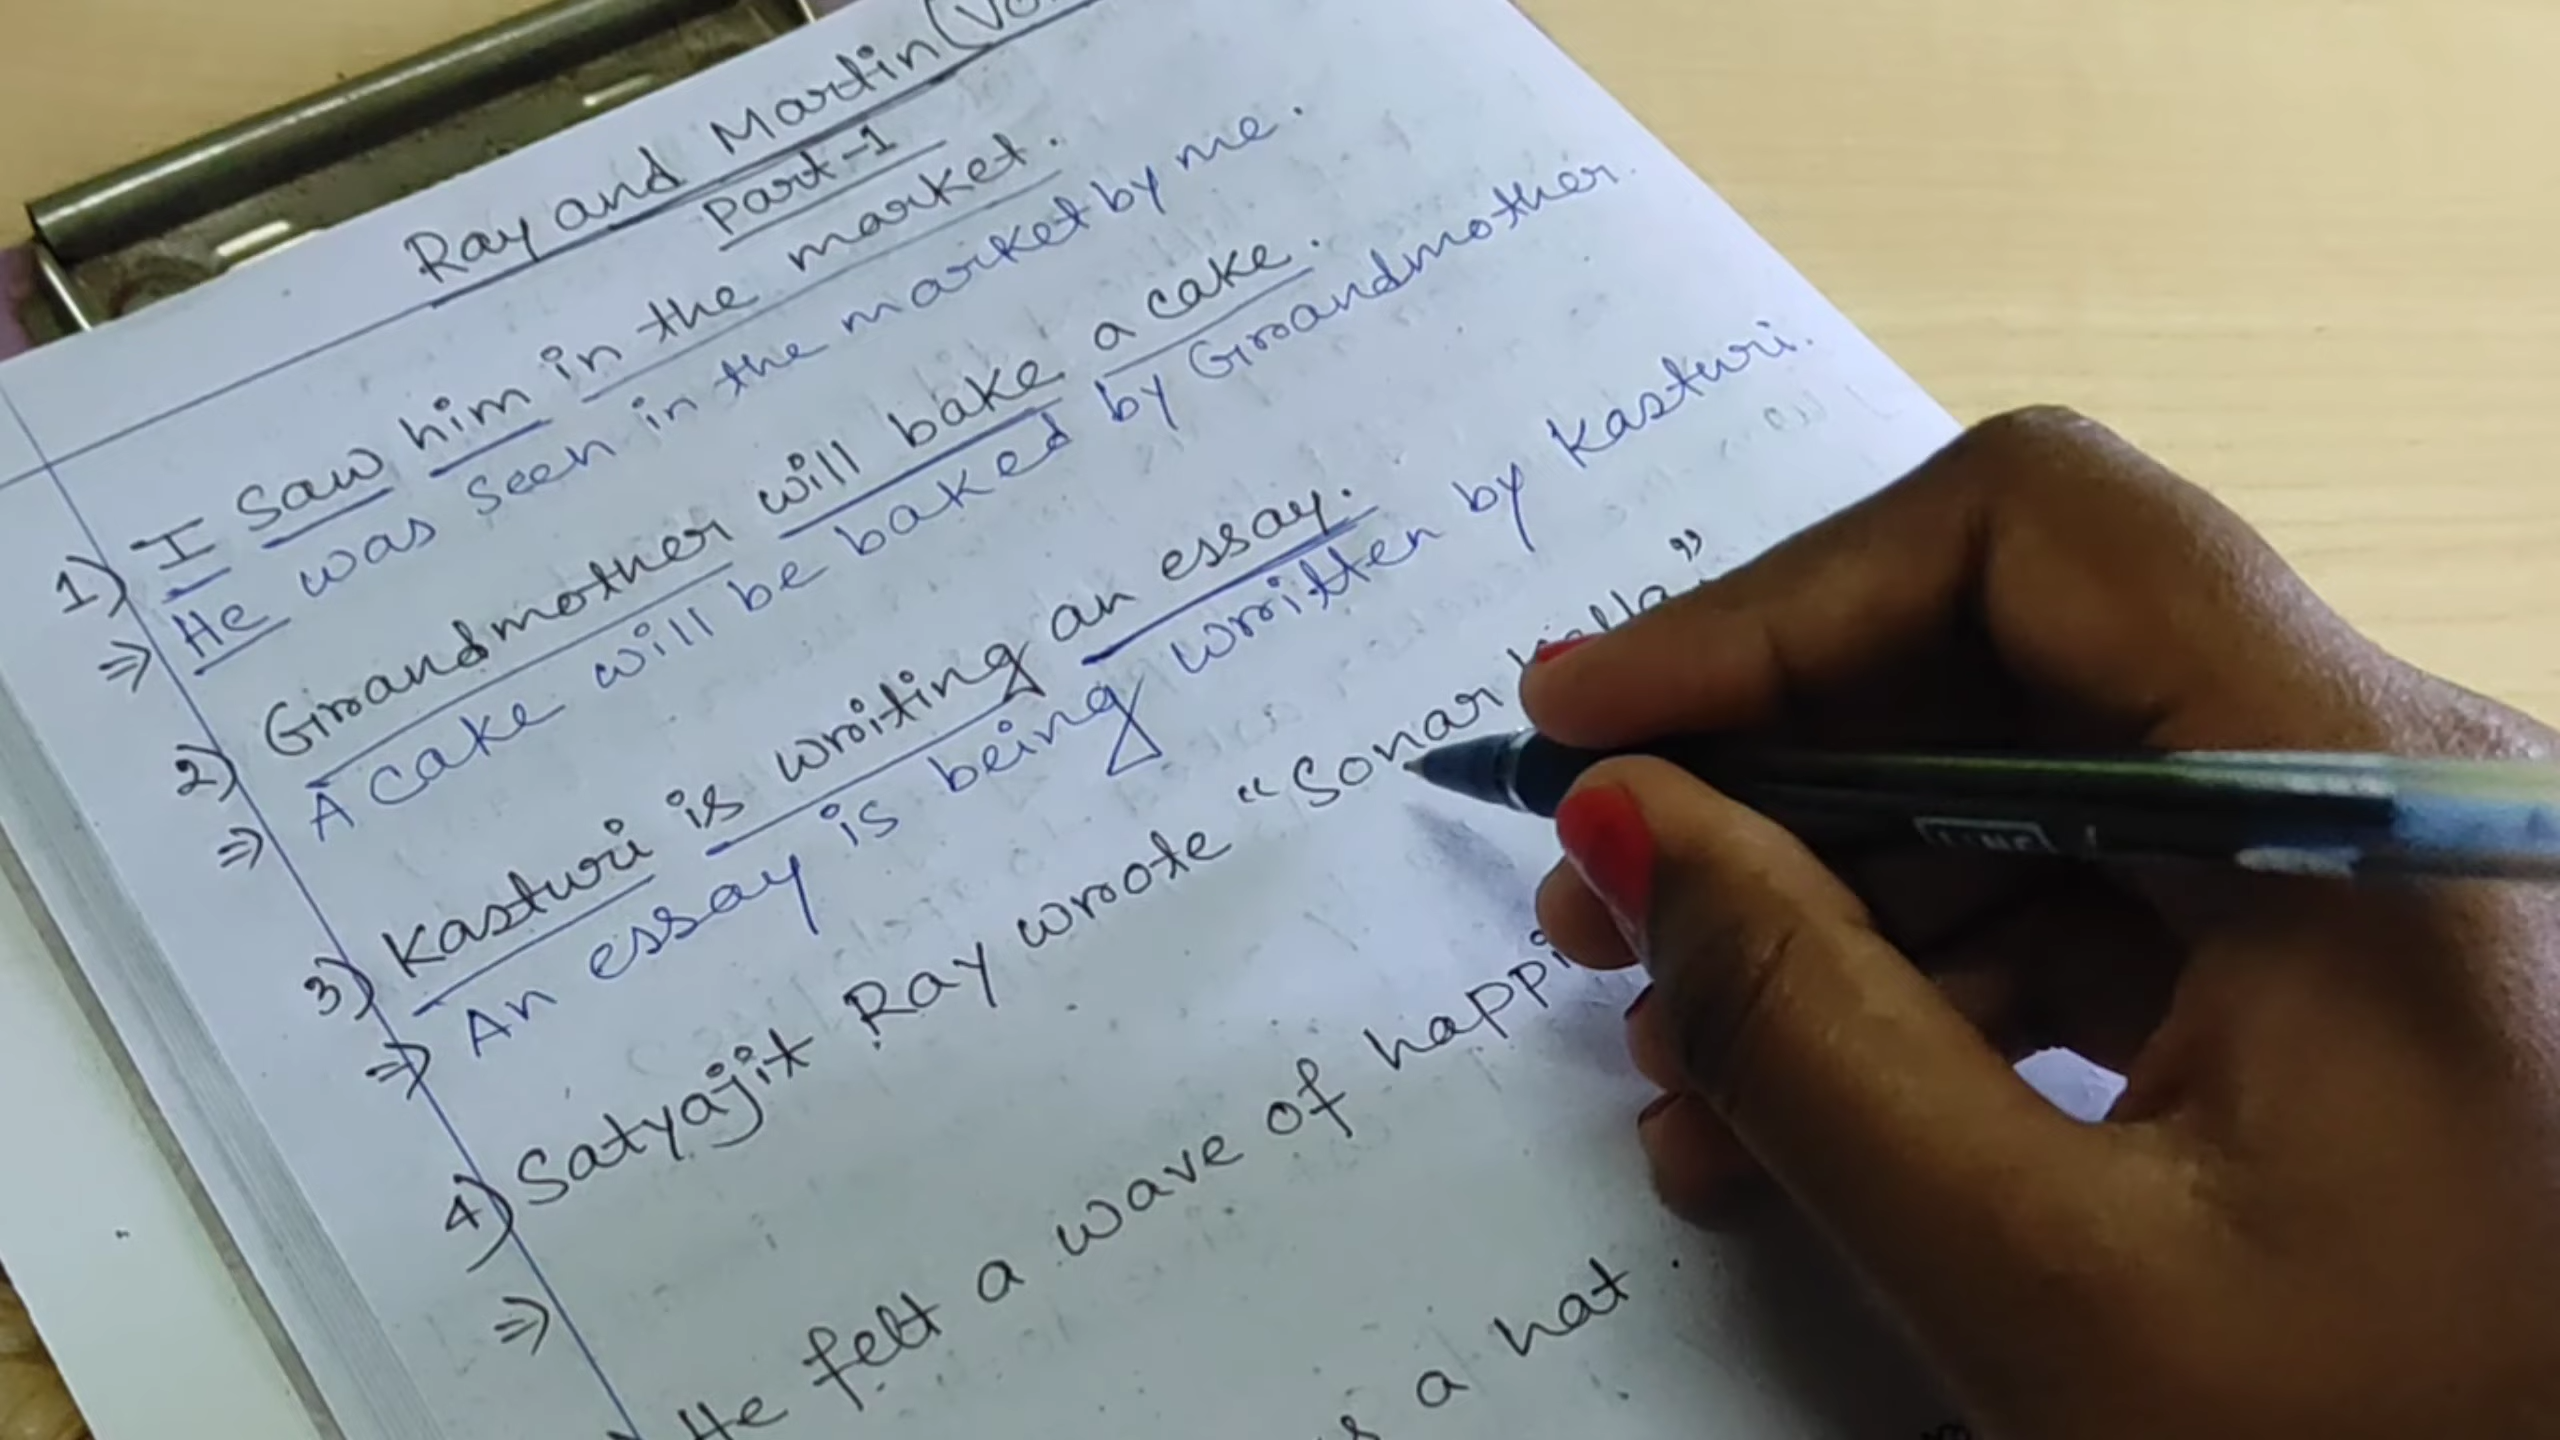 Ray and Martin (Vo
Part-1
1) I Saw him in the market.
⇒ He was seen in the market by me.
2) Grandmother will bake a cake.
⇒ A cake will be baked by Grandmother.
3) Kasturi is writing an essay.
⇒ An essay is being written by Kasturi.
4) Satyajit Ray wrote "Sonar
⇒
He felt a wave of happi
a hat.